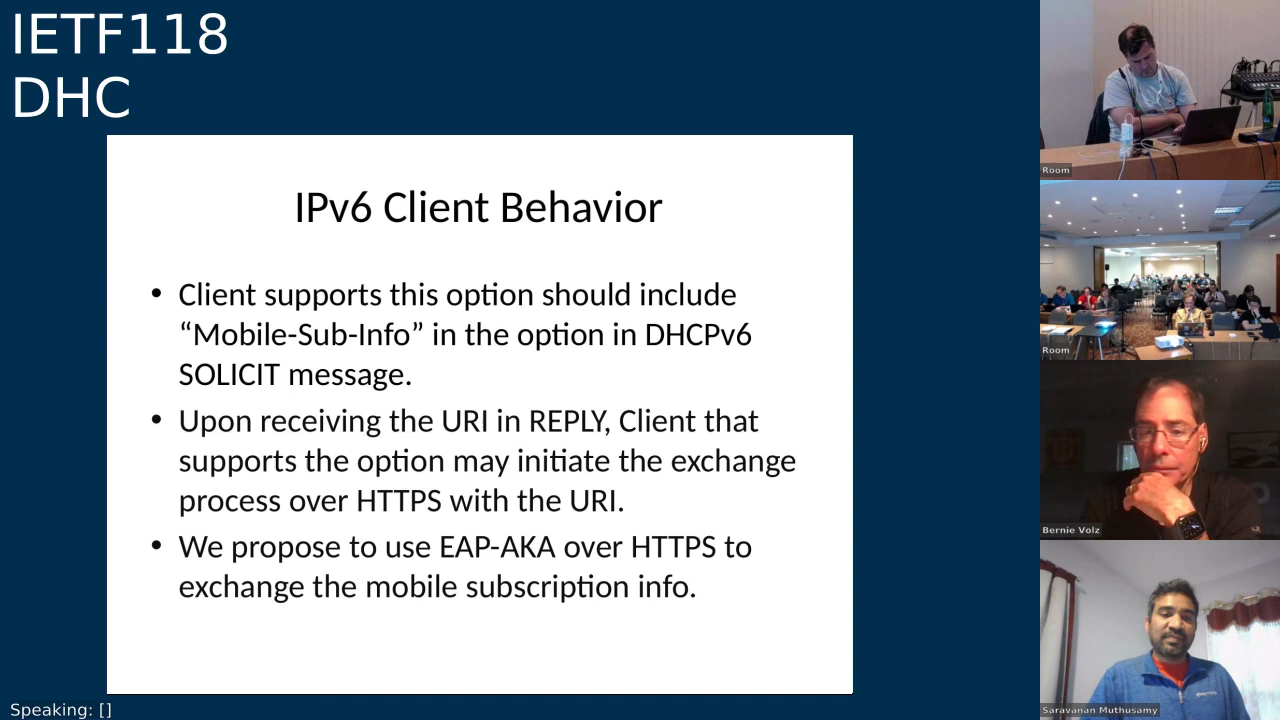 IETF118
DHC
IPv6 Client Behavior
• Client supports this option should include
“Mobile-Sub-Info” in the option in DHCPv6
SOLICIT message.
• Upon receiving the URI in REPLY, Client that
supports the option may initiate the exchange
process over HTTPS with the URI.
• We propose to use EAP-AKA over HTTPS to
exchange the mobile subscription info.
Speaking: []
Room
Room
Bernie Volz
Saravanan Muthusamy